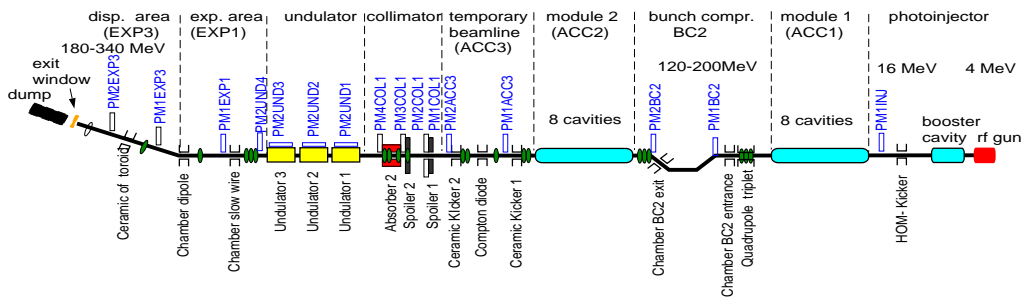 disp. area
(EXP3)
180-340 MeV
exp. area
(EXP1)
undulator
collimator
temporary
beamline
(ACC3)
module 2
(ACC2)
bunch compr.
BC2
module 1
(ACC1)
photoinjector
exit
window
dump
120-200MeV
16 MeV
4 MeV
8 cavities
8 cavities
booster
cavity
rf gun
PM2EXP3
PM1EXP3
PM1EXP1
PM2UND4
PM2UND3
PM2UND2
PM2UND1
PM4COL1
PM3COL1
PM2COL1
PM1COL1
PM2ACC3
PM1ACC3
PM2BC2
PM1BC2
PM1INJ
Ceramic of toroid
Chamber dipole
Chamber slow wire
Undulator 3
Undulator 2
Undulator 1
Absorber 2
Spoiler 2
Spoiler 1
Ceramic KIcker 2
Compton diode
Ceramic Kicker 1
Chamber BC2 exit
Chamber BC2 entrance
Quadrupole triplet
HOM- Kicker